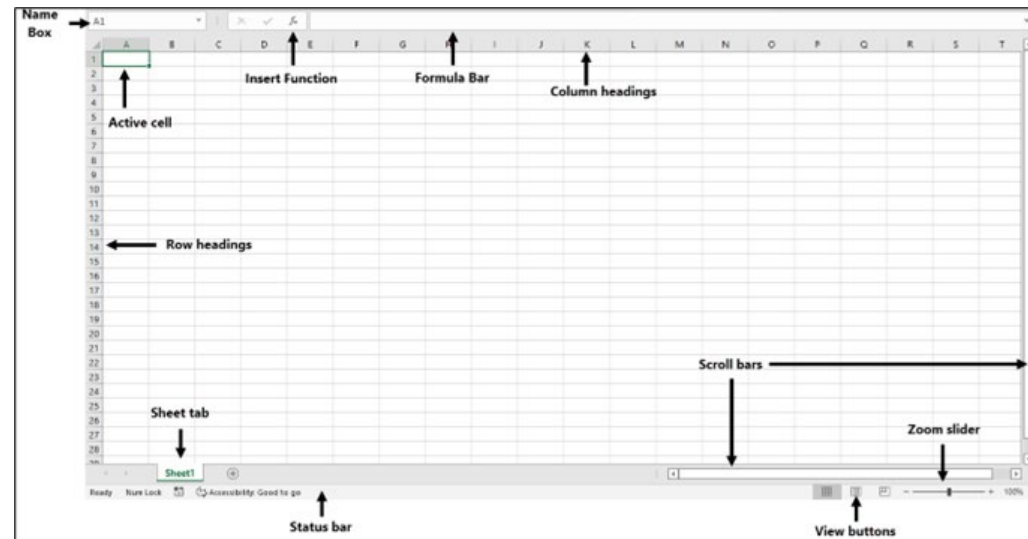 Name
Box
A1
fx
A B C D E F G H I J K L M N O P Q R S T
1
Insert Function
Formula Bar
2
Column headings
3
4
Active cell
5
6
7
8
9
10
11
12
13
14 Row headings
15
16
17
18
19
20
21
22 Scroll bars
23
24
25
Sheet tab
26
27 Zoom slider
28
29
Sheet1
Ready Num Lock Accessibility: Good to go 100%
Status bar
View buttons